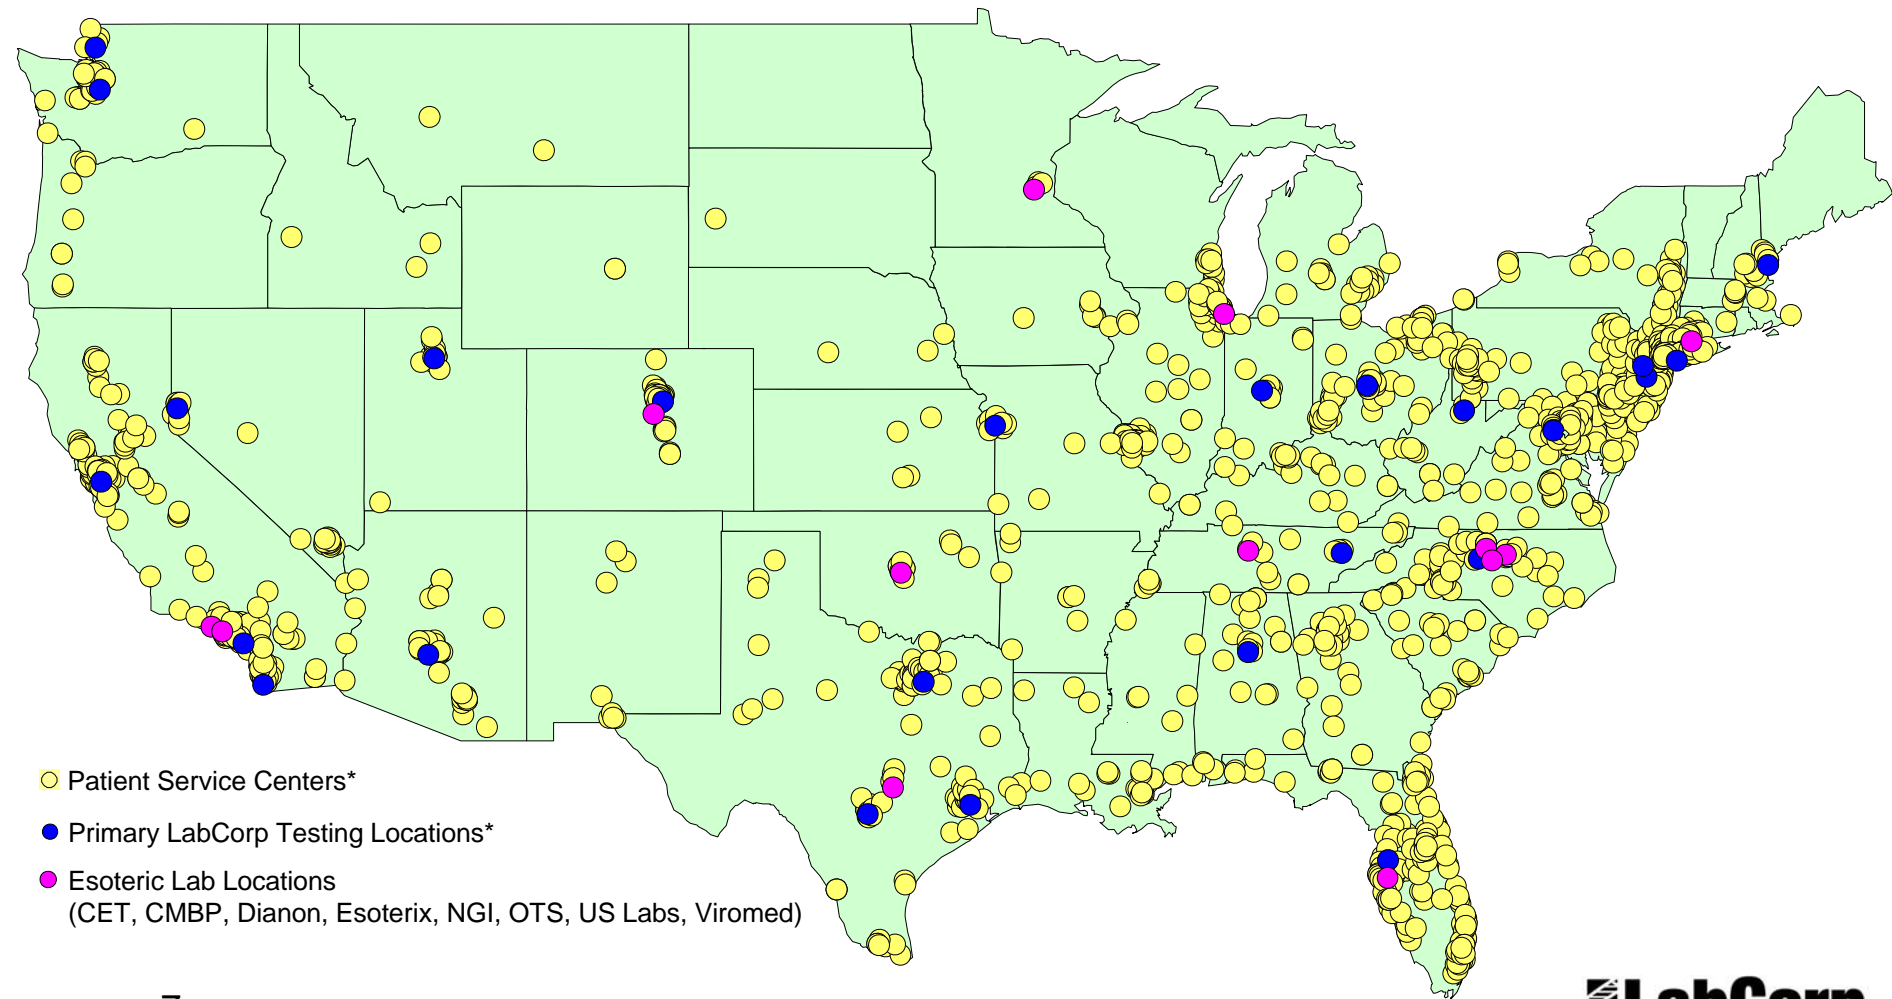 Patient Service Centers*
Primary LabCorp Testing Locations*
Esoteric Lab Locations
(CET, CMBP, Dianon, Esoterix, NGI, OTS, US Labs, Viromed)
LabCorp